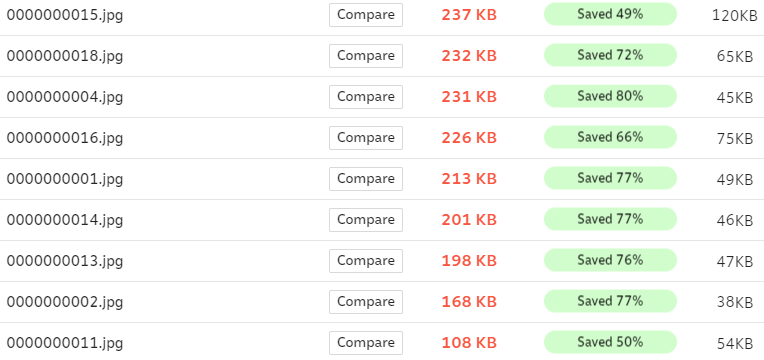 0000000015.jpg Compare 237 KB Saved 49% 120KB
0000000018.jpg Compare 232 KB Saved 72% 65KB
0000000004.jpg Compare 231 KB Saved 80% 45KB
0000000016.jpg Compare 226 KB Saved 66% 75KB
0000000001.jpg Compare 213 KB Saved 77% 49KB
0000000014.jpg Compare 201 KB Saved 77% 46KB
0000000013.jpg Compare 198 KB Saved 76% 47KB
0000000002.jpg Compare 168 KB Saved 77% 38KB
0000000011.jpg Compare 108 KB Saved 50% 54KB